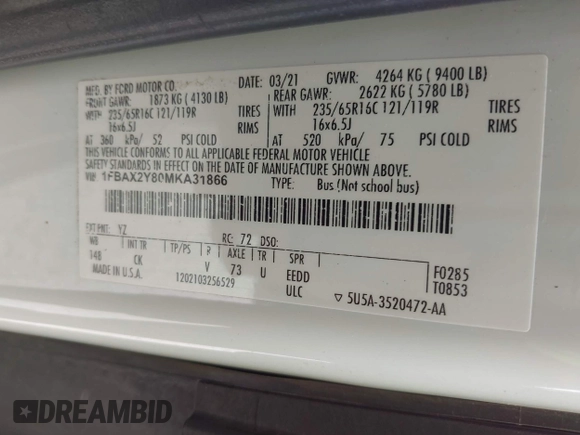 MFG. BY FORD MOTOR CO.
DATE: 03/21 GVWR: 4264 KG ( 9400 LB)
FRONT GAWR: 1873 KG ( 4130 LB) REAR GAWR: 2622 KG ( 5780 LB)
WITH 235/65R16C 121/119R TIRES WITH 235/65R16C 121/119R TIRES
16x6.5J RIMS 16x6.5J RIMS
AT 360 kPa/ 52 PSI COLD AT 520 kPa/ 75 PSI COLD
THIS VEHICLE CONFORMS TO ALL APPLICABLE FEDERAL MOTOR VEHICLE
SAFETY STANDARDS IN EFFECT ON THE DATE OF MANUFACTURE SHOWN ABOVE.
VIN: 1FBAX2Y80MKA31866 TYPE: Bus (Not school bus)
EXT PNT: YZ RC: 72 DSO:
WB INT TR TP/PS R AXLE TR SPR
148 CK V 73 U EEDD
ULC
F0285
T0853
MADE IN U.S.A. 1202103256529 ▽ 5U5A-3520472-AA
DREAMBID